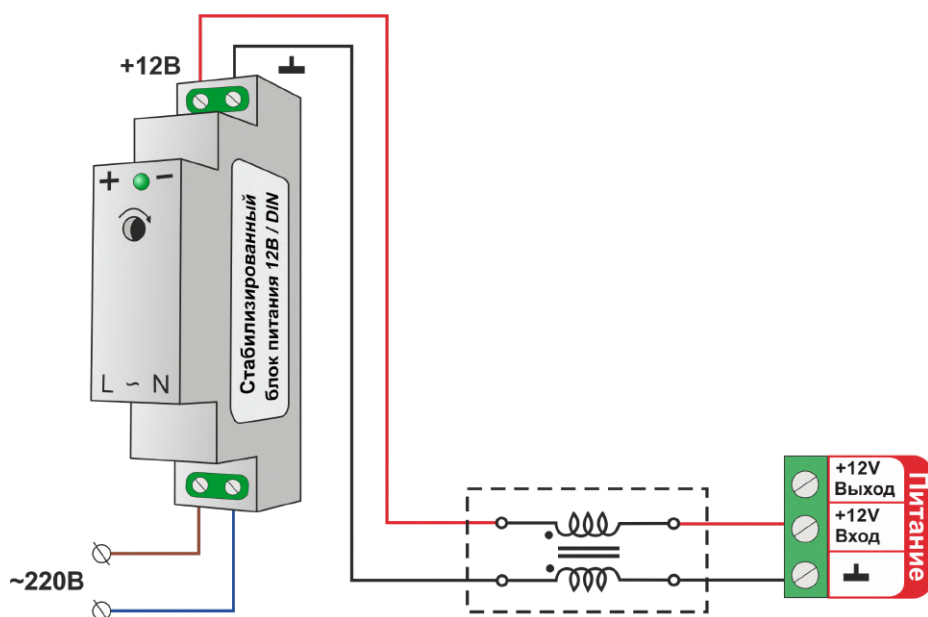 +12В
+ −
Стабилизированный
блок питания 12В / DIN
L ~ N
~220В
+12V
Выход
+12V
Вход
Питание